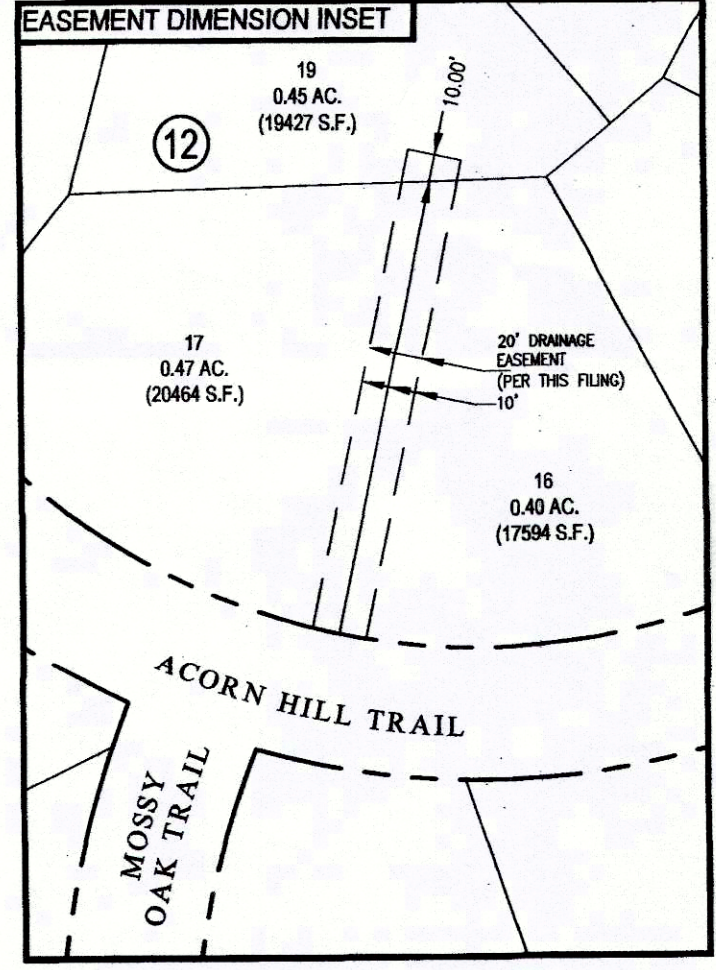 EASEMENT DIMENSION INSET
19
0.45 AC.
(19427 S.F.)
10.00'
12
17
0.47 AC.
(20464 S.F.)
20' DRAINAGE
EASEMENT
(PER THIS FILING)
10'
16
0.40 AC.
(17594 S.F.)
ACORN HILL TRAIL
MOSSY
OAK TRAIL